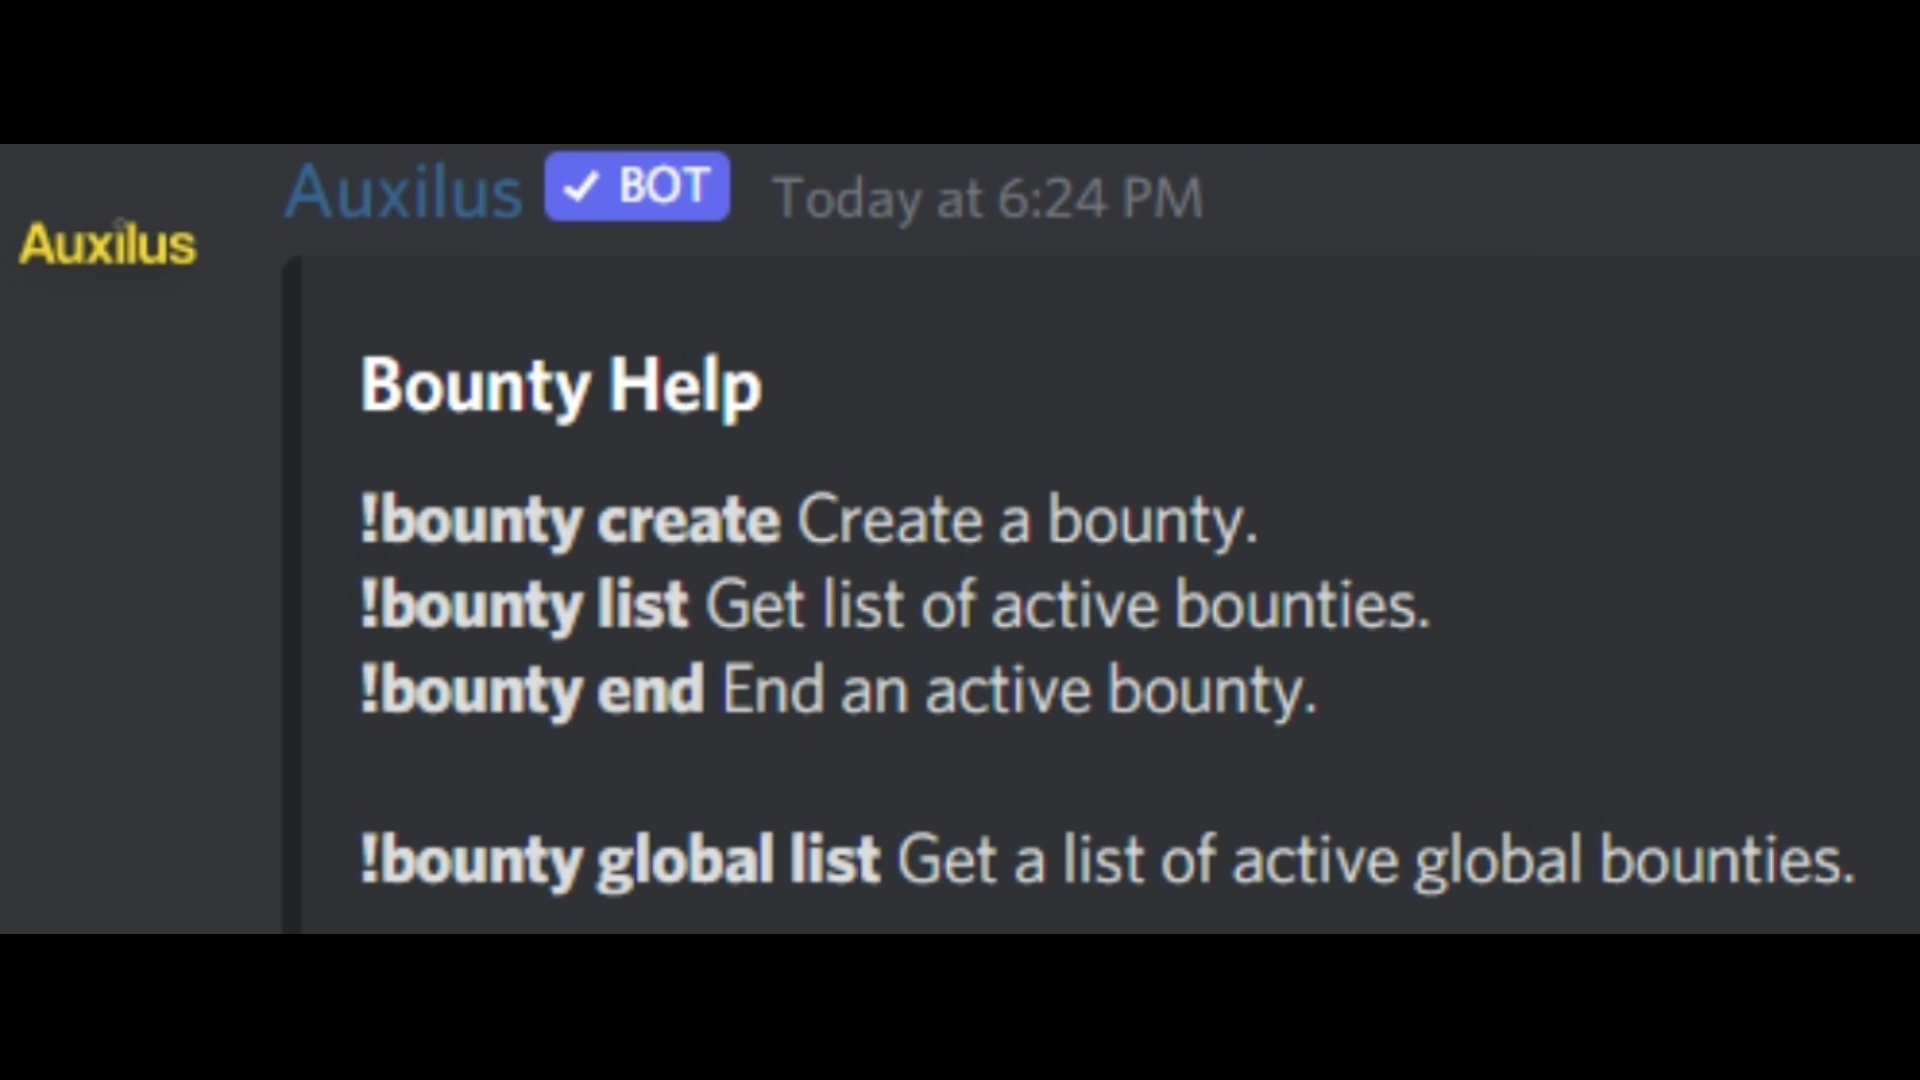 Auxilus ✓ BOT Today at 6:24 PM
Auxilus
Bounty Help
!bounty create Create a bounty.
!bounty list Get list of active bounties.
!bounty end End an active bounty.
!bounty global list Get a list of active global bounties.